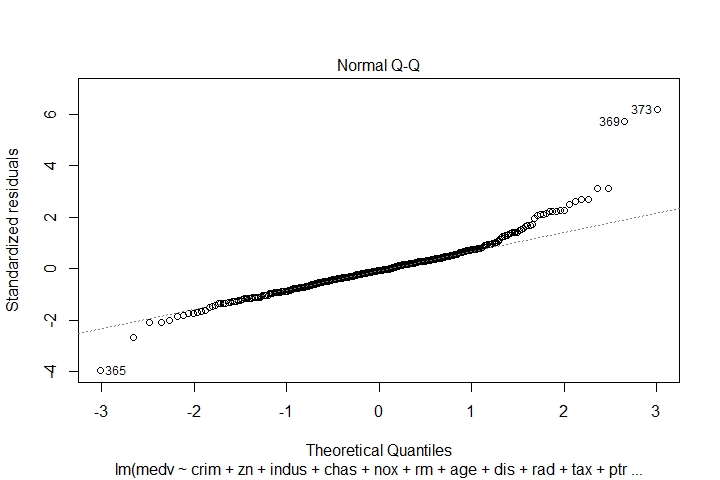 Normal Q-Q
Standardized residuals
6
4
2
0
-2
-4
373
369
365
-3 -2 -1 0 1 2 3
Theoretical Quantiles
lm(medv ~ crim + zn + indus + chas + nox + rm + age + dis + rad + tax + ptr ...